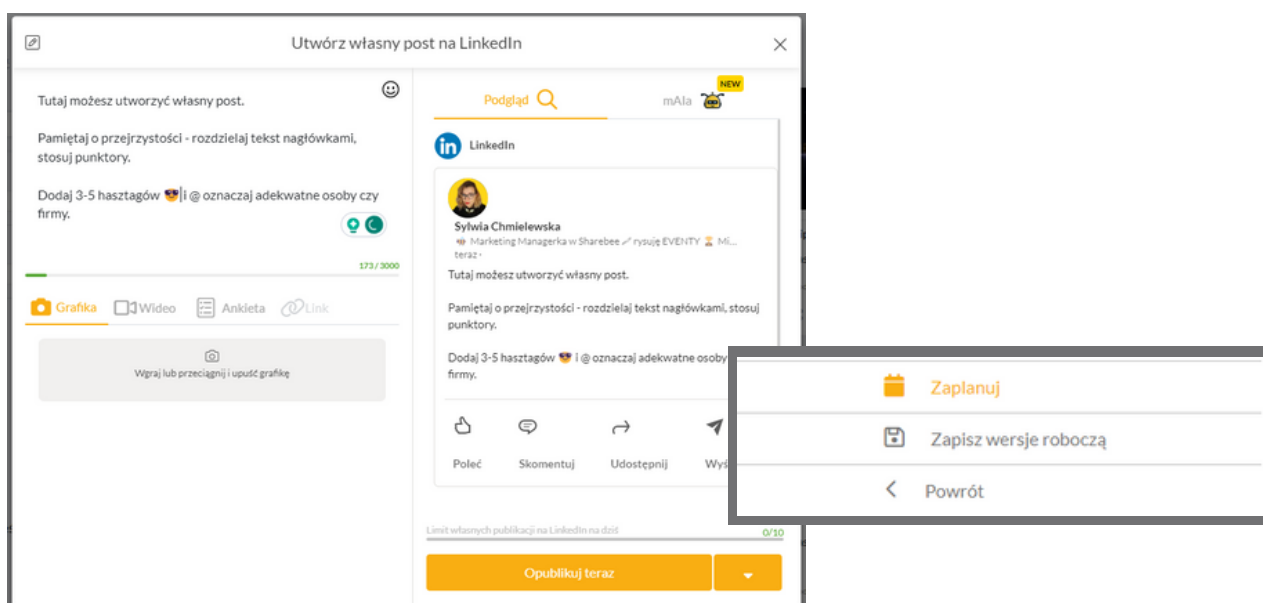 Utwórz własny post na LinkedIn
Tutaj możesz utworzyć własny post.
Pamiętaj o przejrzystości - rozdzielaj tekst nagłówkami,
stosuj punktory.
Dodaj 3-5 hasztagów 😎 i @ oznaczaj adekwatne osoby czy
firmy.
173 / 3000
Grafika Wideo Ankieta Link
Wgraj lub przeciągnij i upuść grafikę
Podgląd mAIa NEW
in LinkedIn
Sylwia Chmielewska
🐝 Marketing Managerka w Sharebee 🪄 rysuję EVENTY ⏳ Mi...
teraz ·
Tutaj możesz utworzyć własny post.
Pamiętaj o przejrzystości - rozdzielaj tekst nagłówkami, stosuj
punktory.
Dodaj 3-5 hasztagów 😎 i @ oznaczaj adekwatne osoby
firmy.
Poleć Skomentuj Udostępnij Wyś
Limit własnych publikacji na LinkedIn na dziś 0/10
Opublikuj teraz
Zaplanuj
Zapisz wersje roboczą
Powrót